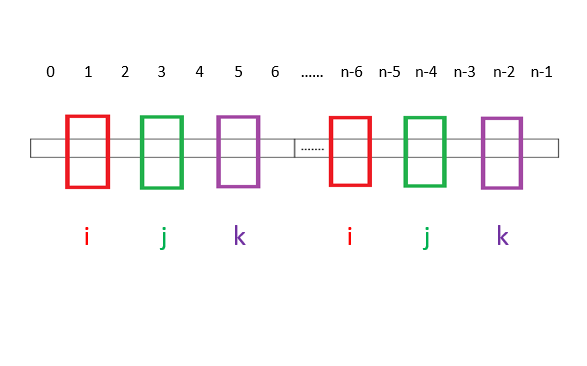 0 1 2 3 4 5 6 ...... n-6 n-5 n-4 n-3 n-2 n-1
.......
i j k i j k